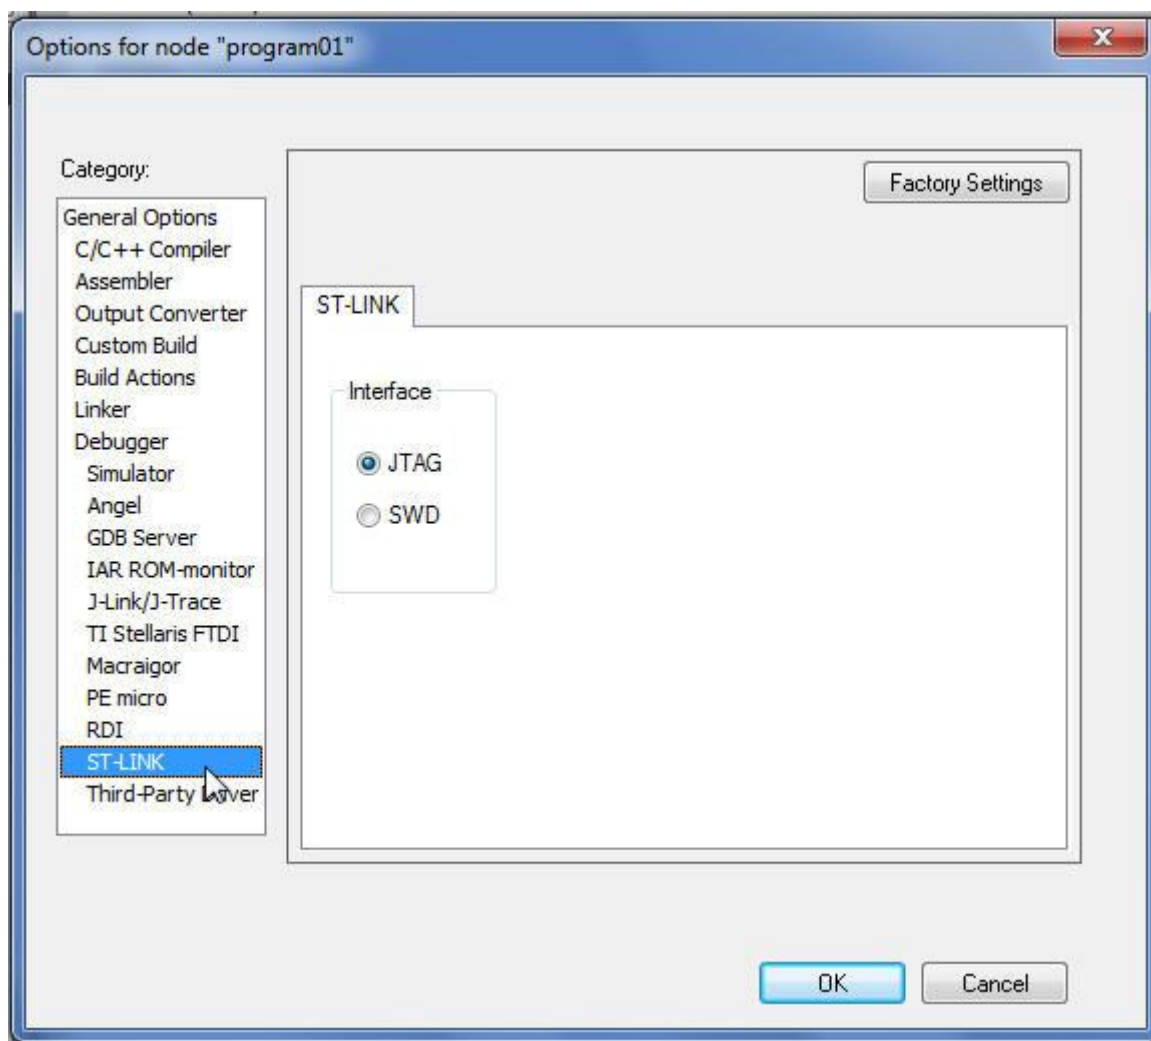 Options for node "program01"
Category:
Factory Settings
General Options
C/C++ Compiler
Assembler
Output Converter
Custom Build
Build Actions
Linker
Debugger
Simulator
Angel
GDB Server
IAR ROM-monitor
J-Link/J-Trace
TI Stellaris FTDI
Macraigor
PE micro
RDI
ST-LINK
Third-Party Driver
ST-LINK
Interface
JTAG
SWD
OK
Cancel